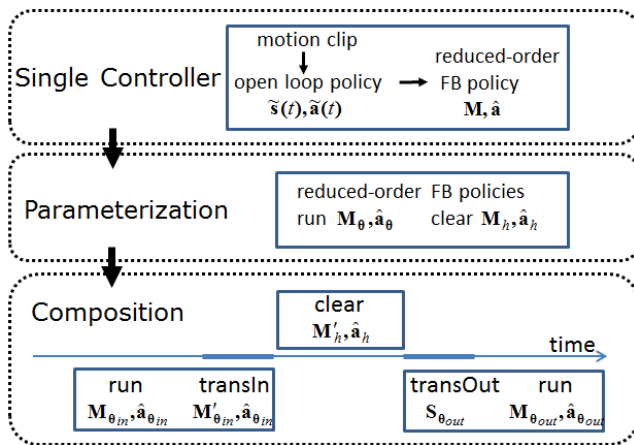 Single Controller
motion clip
open loop policy
s̃(t), ã(t)
reduced-order
FB policy
M, â
Parameterization
reduced-order FB policies
run M_θ, â_θ clear M_h, â_h
Composition
clear
M′_h, â_h
time
run transIn
M_θin, â_θin M′_θin, â_θin
transOut run
S_θout M_θout, â_θout